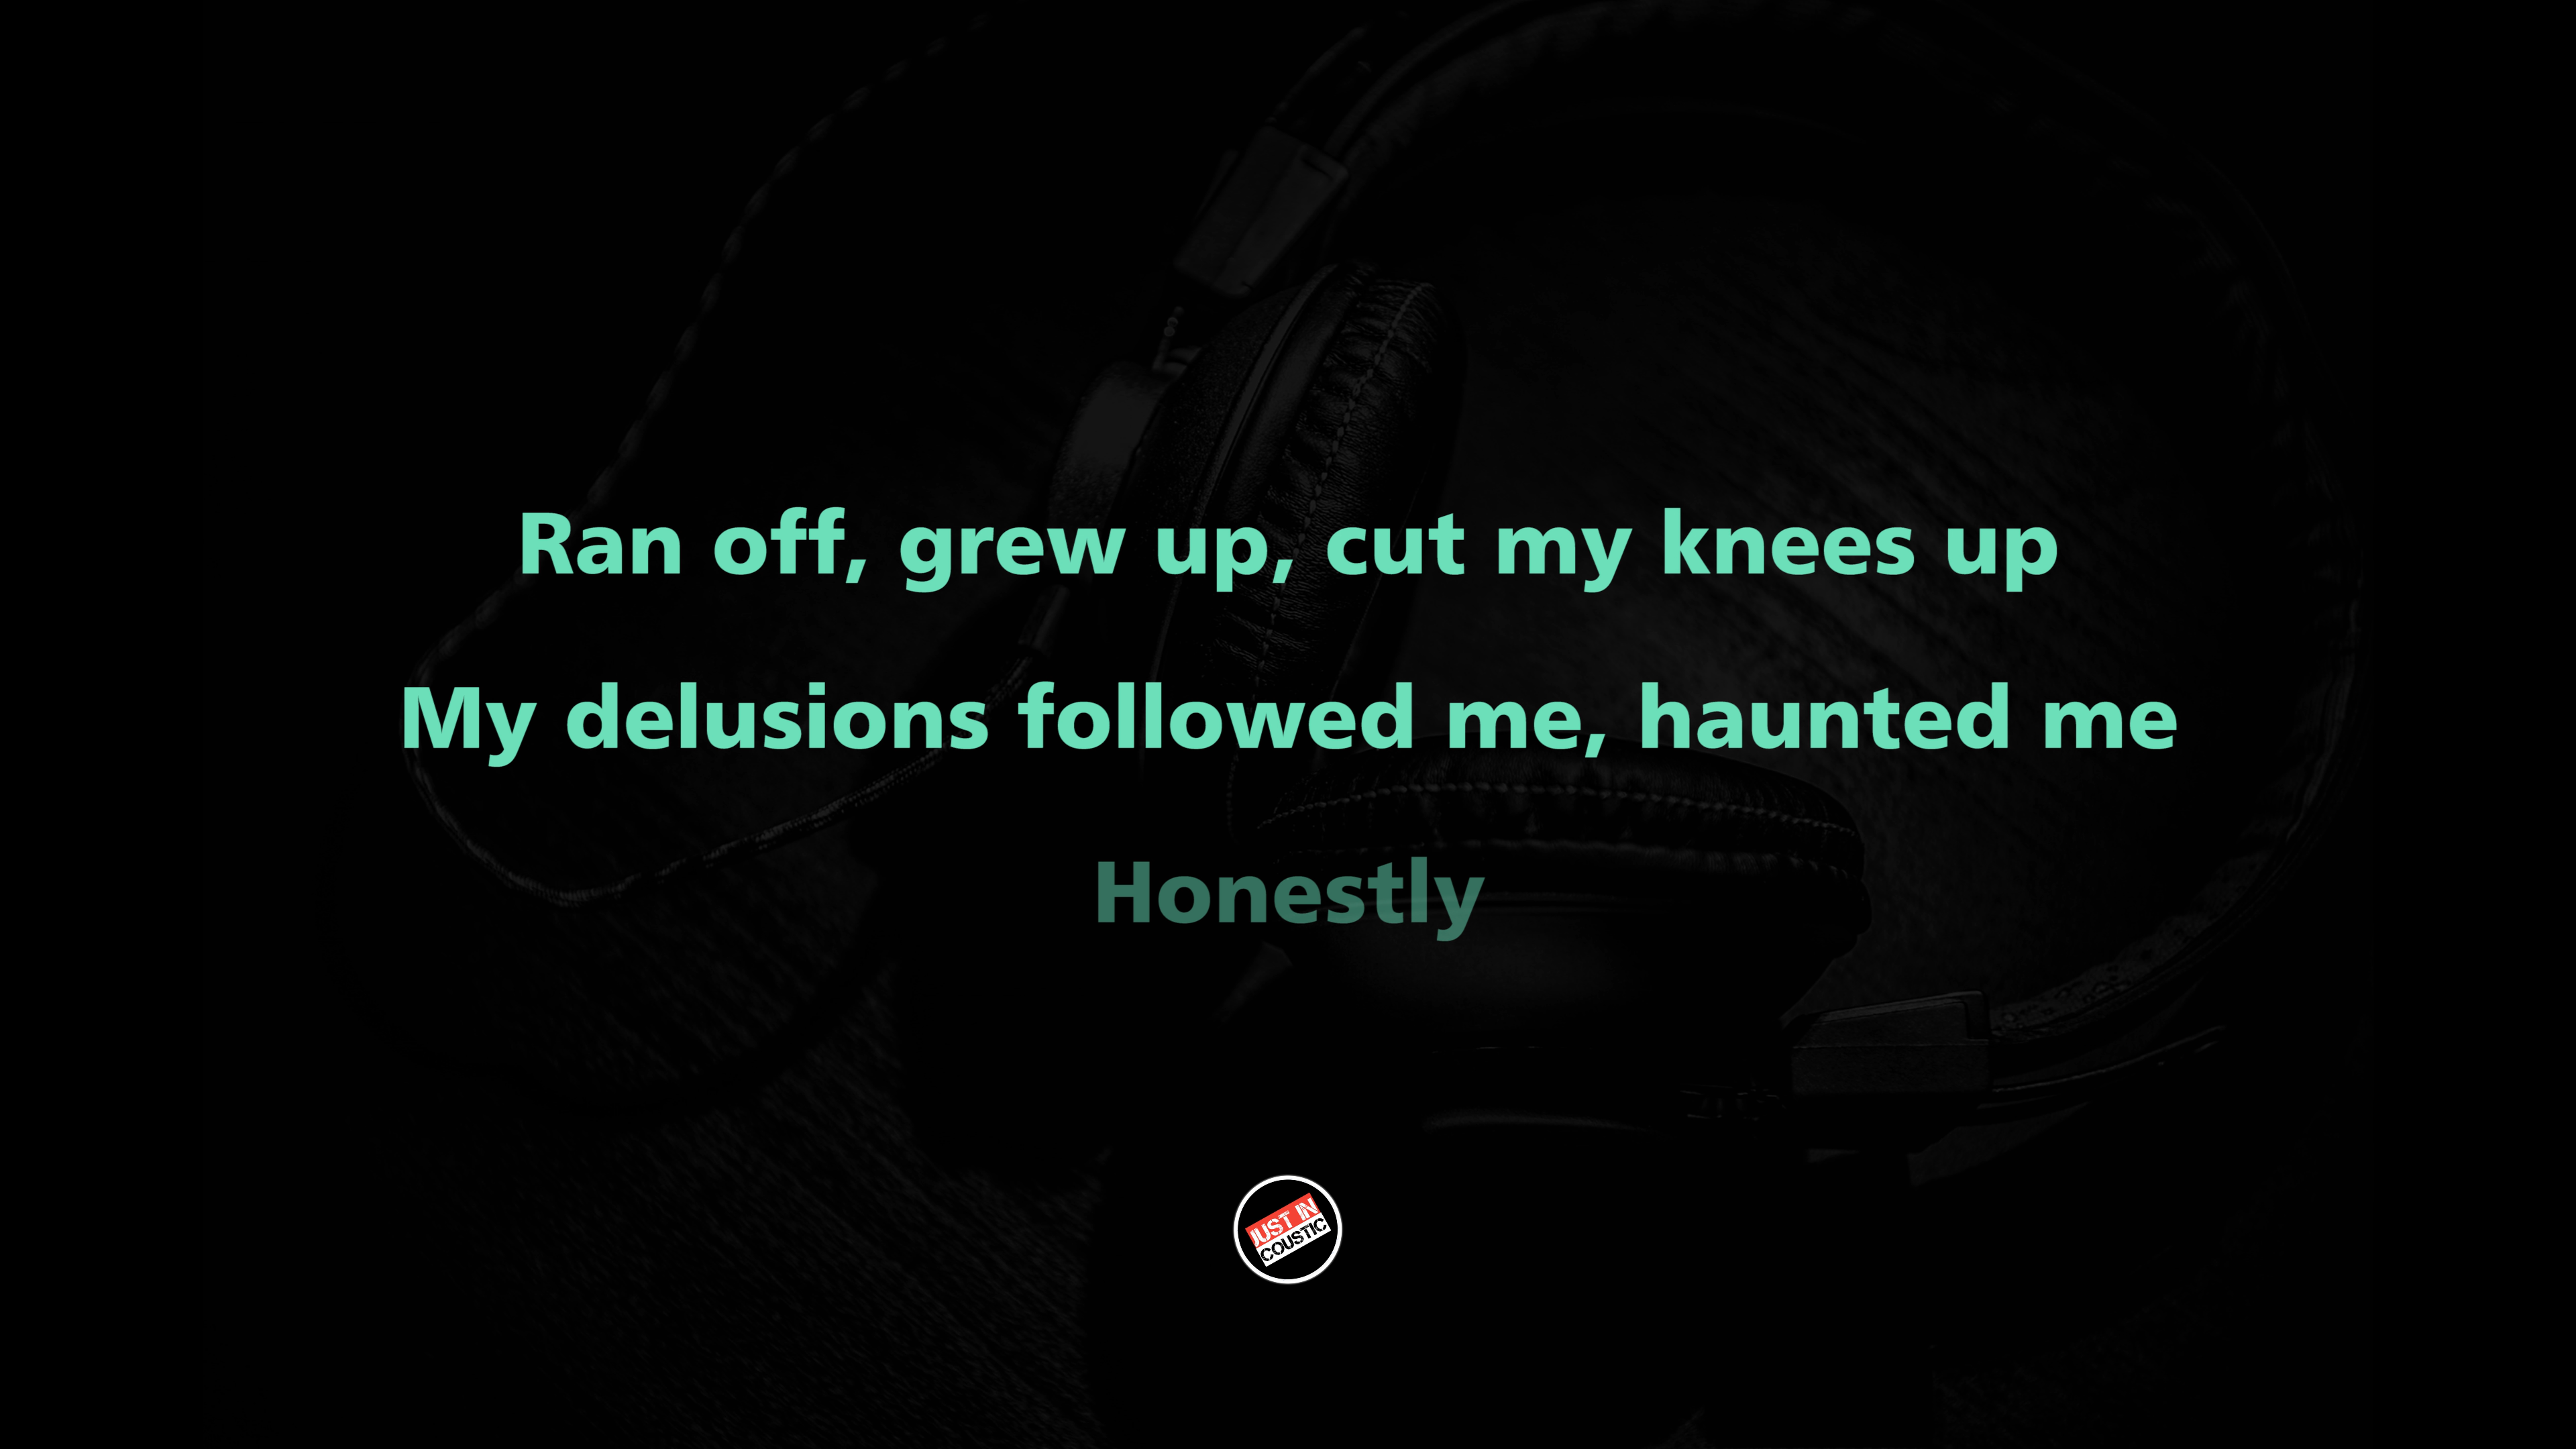 Ran off, grew up, cut my knees up
My delusions followed me, haunted me
Honestly
JUST IN
COUSTIC